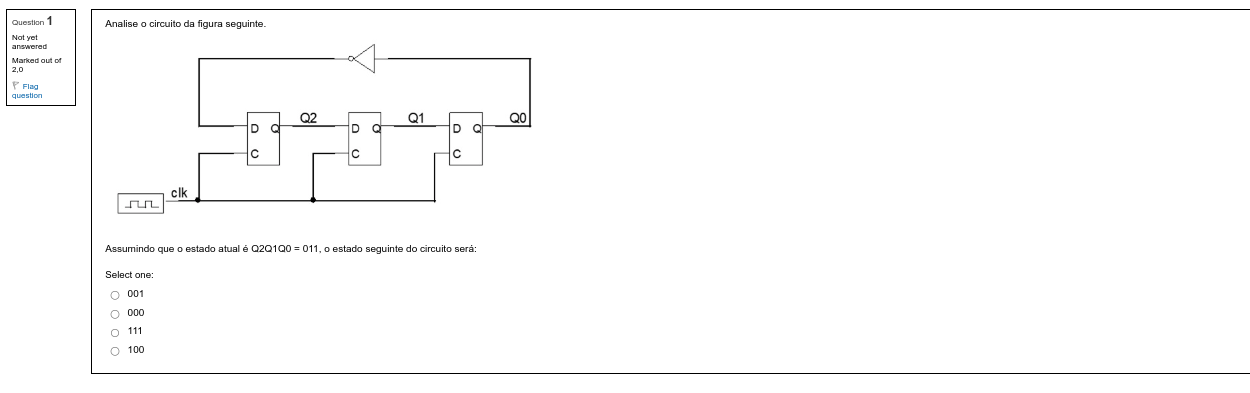 Question 1
Not yet
answered
Marked out of
2,0
Flag
question
Analise o circuito da figura seguinte.
D Q Q2 D Q Q1 D Q Q0
C C C
clk
Assumindo que o estado atual é Q2Q1Q0 = 011, o estado seguinte do circuito será:
Select one:
001
000
111
100